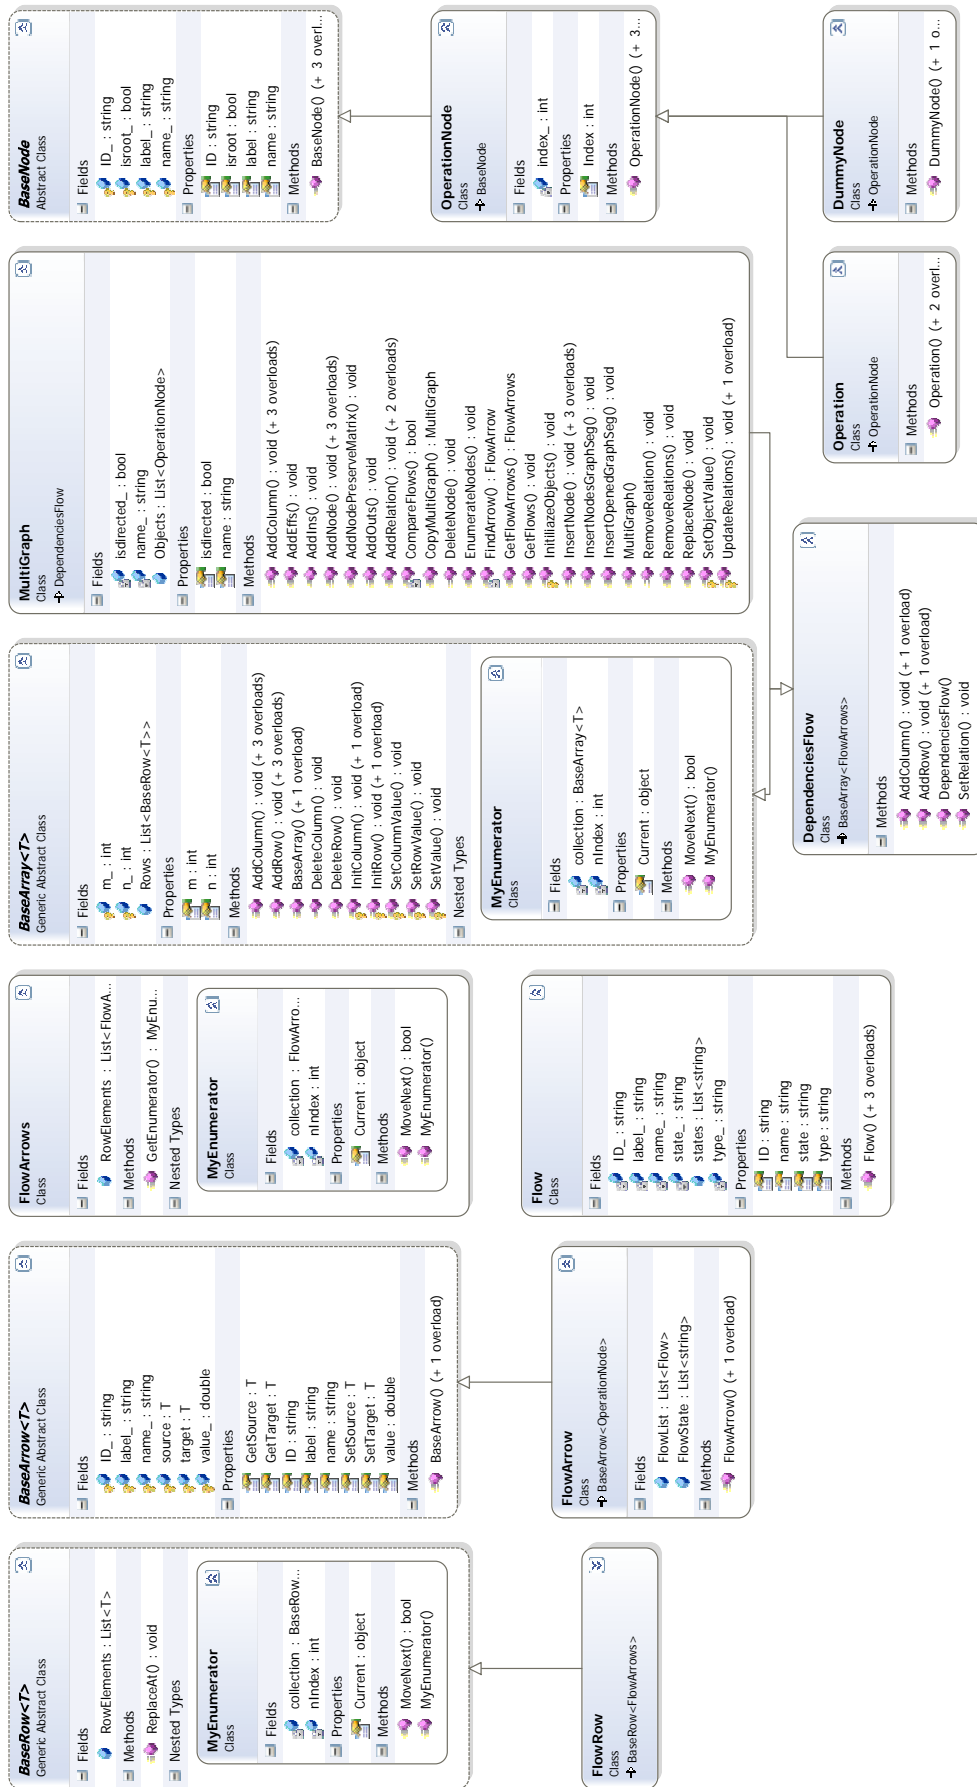 BaseRow<T>
Generic Abstract Class
Fields
RowElements : List<T>
Methods
ReplaceAt() : void
Nested Types
MyEnumerator
Class
Fields
collection : BaseRow...
nIndex : int
Properties
Current : object
Methods
MoveNext() : bool
MyEnumerator()
FlowRow
Class
BaseRow<FlowArrows>
BaseArrow<T>
Generic Abstract Class
Fields
ID_ : string
label_ : string
name_ : string
source : T
target : T
value_ : double
Properties
GetSource : T
GetTarget : T
ID : string
label : string
name : string
SetSource : T
SetTarget : T
value : double
Methods
BaseArrow() (+ 1 overload)
FlowArrow
Class
BaseArrow<OperationNode>
Fields
FlowList : List<Flow>
FlowState : List<string>
Methods
FlowArrow() (+ 1 overload)
FlowArrows
Class
Fields
RowElements : List<FlowA...
Methods
GetEnumerator() : MyEnu...
Nested Types
MyEnumerator
Class
Fields
collection : FlowArro...
nIndex : int
Properties
Current : object
Methods
MoveNext() : bool
MyEnumerator()
Flow
Class
Fields
ID_ : string
label_ : string
name_ : string
state_ : string
states : List<string>
type_ : string
Properties
ID : string
name : string
state : string
type : string
Methods
Flow() (+ 3 overloads)
BaseArray<T>
Generic Abstract Class
Fields
m_ : int
n_ : int
Rows : List<BaseRow<T>>
Properties
m : int
n : int
Methods
AddColumn() : void (+ 3 overloads)
AddRow() : void (+ 3 overloads)
BaseArray() (+ 1 overload)
DeleteColumn() : void
DeleteRow() : void
InitColumn() : void (+ 1 overload)
InitRow() : void (+ 1 overload)
SetColumnValue() : void
SetRowValue() : void
SetValue() : void
Nested Types
MyEnumerator
Class
Fields
collection : BaseArray<T>
nIndex : int
Properties
Current : object
Methods
MoveNext() : bool
MyEnumerator()
DependenciesFlow
Class
BaseArray<FlowArrows>
Methods
AddColumn() : void (+ 1 overload)
AddRow() : void (+ 1 overload)
DependenciesFlow()
SetRelation() : void
MultiGraph
Class
DependenciesFlow
Fields
isdirected_ : bool
name_ : string
Objects : List<OperationNode>
Properties
isdirected : bool
name : string
Methods
AddColumn() : void (+ 3 overloads)
AddEffs() : void
AddIns() : void
AddNode() : void (+ 3 overloads)
AddNodePreserveMatrix() : void
AddOuts() : void
AddRelation() : void (+ 2 overloads)
CompareFlows() : bool
CopyMultiGraph() : MultiGraph
DeleteNode() : void
EnumerateNodes() : void
FindArrow() : FlowArrow
GetFlowArrows() : FlowArrows
GetFlows() : void
InitiliazeObjects() : void
InsertNode() : void (+ 3 overloads)
InsertNodesGraphSeg() : void
InsertOpenedGraphSeg() : void
MultiGraph()
RemoveRelation() : void
RemoveRelations() : void
ReplaceNode() : void
SetObjectValue() : void
UpdateRelations() : void (+ 1 overload)
BaseNode
Abstract Class
Fields
ID_ : string
isroot_ : bool
label_ : string
name_ : string
Properties
ID : string
isroot : bool
label : string
name : string
Methods
BaseNode() (+ 3 overl...
OperationNode
Class
BaseNode
Fields
index_ : int
Properties
Index : int
Methods
OperationNode() (+ 3...
Operation
Class
OperationNode
Methods
Operation() (+ 2 overl...
DummyNode
Class
OperationNode
Methods
DummyNode() (+ 1 o...